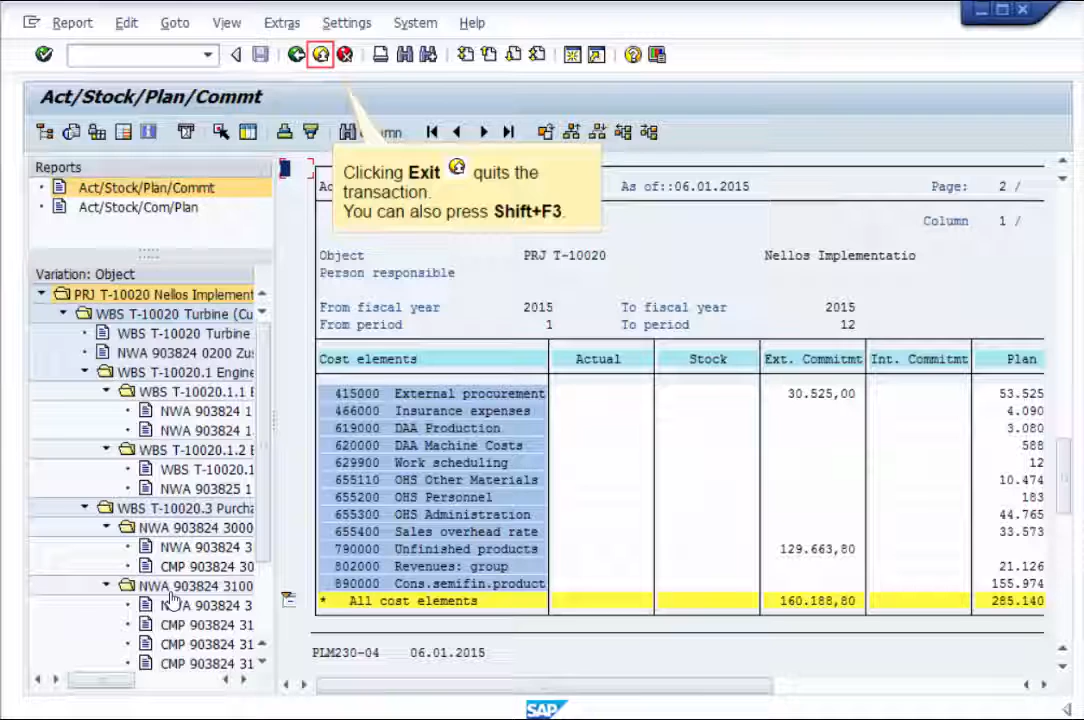 Report Edit Goto View Extras Settings System Help
Act/Stock/Plan/Commt
Reports
Act/Stock/Plan/Commt
Act/Stock/Com/Plan
Variation: Object
PRJ T-10020 Nellos Implement
WBS T-10020 Turbine (Cu
WBS T-10020 Turbine
NWA 903824 0200 Zu
WBS T-10020.1 Engine
WBS T-10020.1.1
NWA 903824 1
NWA 903824 1
WBS T-10020.1.2
WBS T-10020.1
NWA 903825 1
WBS T-10020.3 Purcha
NWA 903824 3000
NWA 903824 3
CMP 903824 30
NWA 903824 3100
NWA 903824 3
CMP 903824 31
CMP 903824 31
CMP 903824 31
Clicking Exit quits the
transaction.
You can also press Shift+F3.
As of::06.01.2015 Page: 2 /
Column 1 /
Object PRJ T-10020 Nellos Implementatio
Person responsible
From fiscal year 2015 To fiscal year 2015
From period 1 To period 12
Cost elements Actual Stock Ext. Commitmt Int. Commitmt Plan
415000 External procurement 30.525,00 53.525
466000 Insurance expenses 4.090
619000 DAA Production 3.080
620000 DAA Machine Costs 588
629900 Work scheduling 12
655110 OHS Other Materials 10.474
655200 OHS Personnel 183
655300 OHS Administration 44.765
655400 Sales overhead rate 33.573
790000 Unfinished products 129.663,80
802000 Revenues: group 21.126
890000 Cons.semifin.product 155.974
* All cost elements 160.188,80 285.140
PLM230-04 06.01.2015
SAP